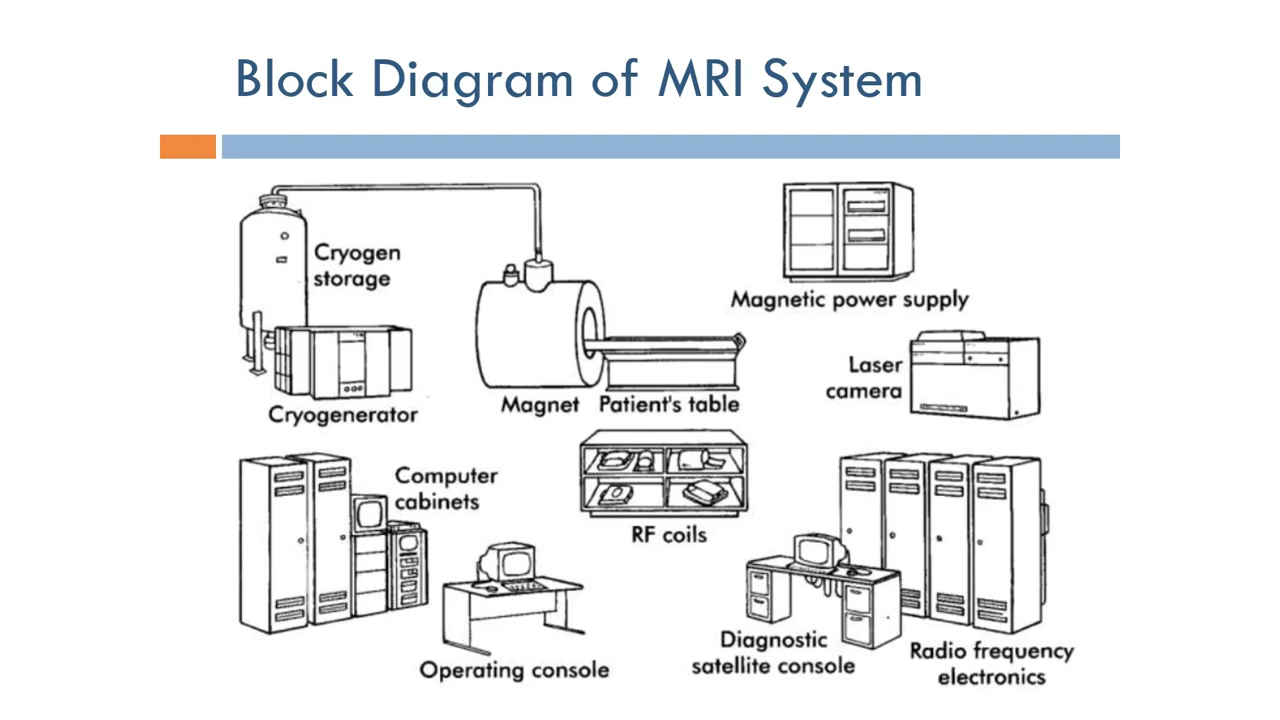 Block Diagram of MRI System
Cryogen
storage
Magnetic power supply
Laser
camera
Cryogenerator
Magnet
Patient's table
Computer
cabinets
RF coils
Operating console
Diagnostic
satellite console
Radio frequency
electronics